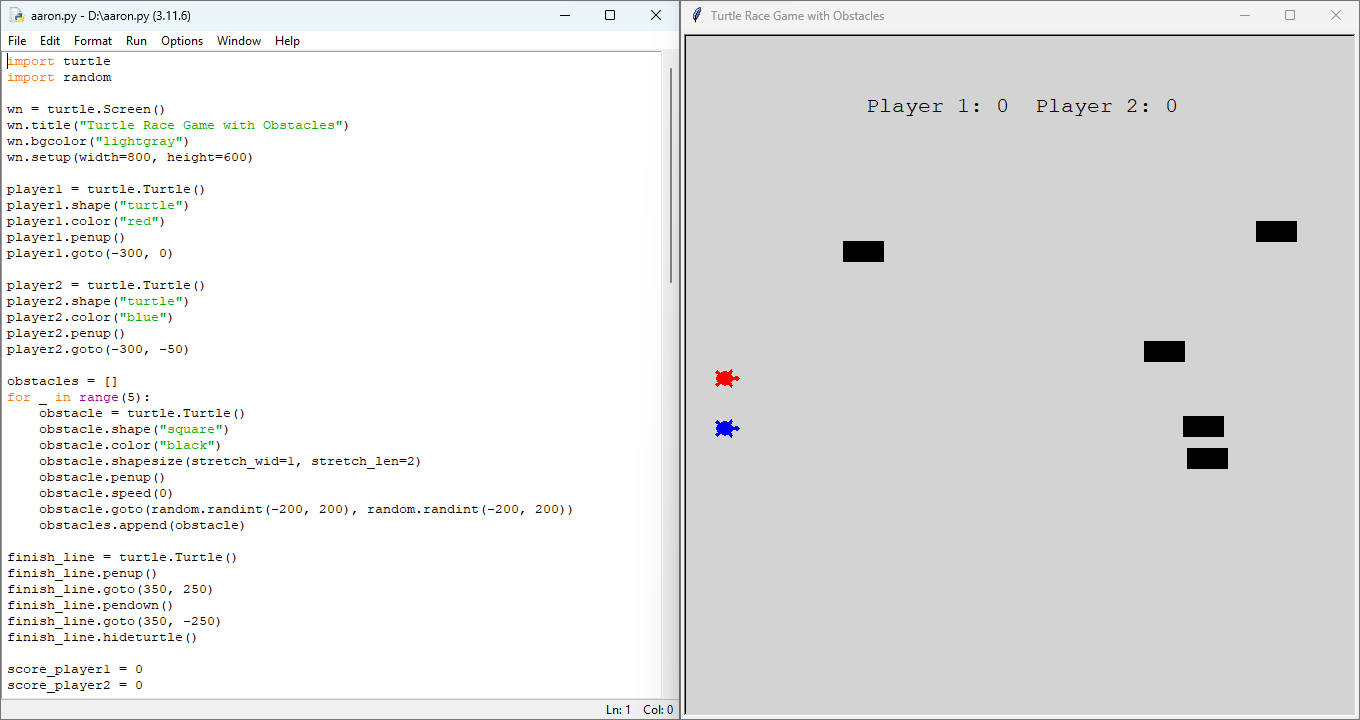 aaron.py - D:\aaron.py (3.11.6)
File Edit Format Run Options Window Help
import turtle
import random

wn = turtle.Screen()
wn.title("Turtle Race Game with Obstacles")
wn.bgcolor("lightgray")
wn.setup(width=800, height=600)

player1 = turtle.Turtle()
player1.shape("turtle")
player1.color("red")
player1.penup()
player1.goto(-300, 0)

player2 = turtle.Turtle()
player2.shape("turtle")
player2.color("blue")
player2.penup()
player2.goto(-300, -50)

obstacles = []
for _ in range(5):
    obstacle = turtle.Turtle()
    obstacle.shape("square")
    obstacle.color("black")
    obstacle.shapesize(stretch_wid=1, stretch_len=2)
    obstacle.penup()
    obstacle.speed(0)
    obstacle.goto(random.randint(-200, 200), random.randint(-200, 200))
    obstacles.append(obstacle)

finish_line = turtle.Turtle()
finish_line.penup()
finish_line.goto(350, 250)
finish_line.pendown()
finish_line.goto(350, -250)
finish_line.hideturtle()

score_player1 = 0
score_player2 = 0
Ln: 1 Col: 0
Turtle Race Game with Obstacles
Player 1: 0  Player 2: 0